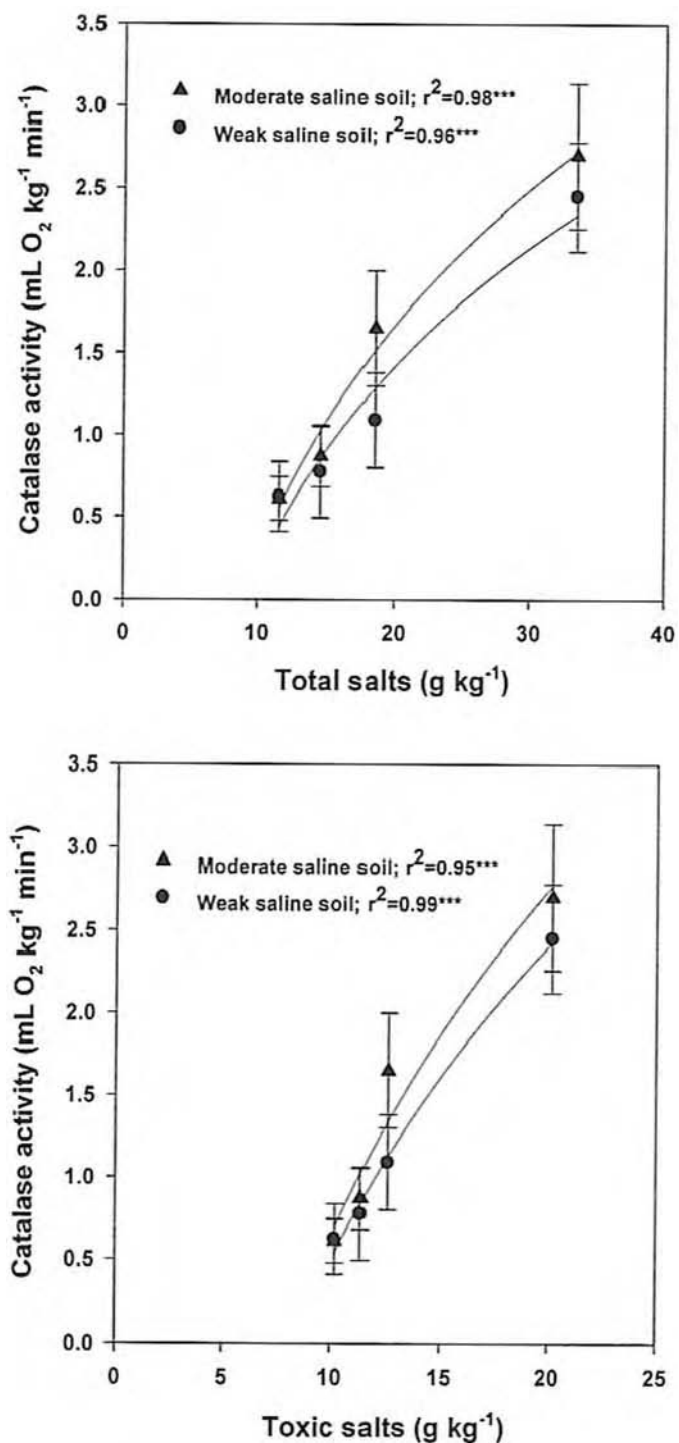 3.5
3.0
2.5
2.0
1.5
1.0
0.5
0.0
Catalase activity (mL O₂ kg⁻¹ min⁻¹)
Moderate saline soil; r²=0.98***
Weak saline soil; r²=0.96***
0 10 20 30 40
Total salts (g kg⁻¹)
3.5
3.0
2.5
2.0
1.5
1.0
0.5
0.0
Catalase activity (mL O₂ kg⁻¹ min⁻¹)
Moderate saline soil; r²=0.95***
Weak saline soil; r²=0.99***
0 5 10 15 20 25
Toxic salts (g kg⁻¹)